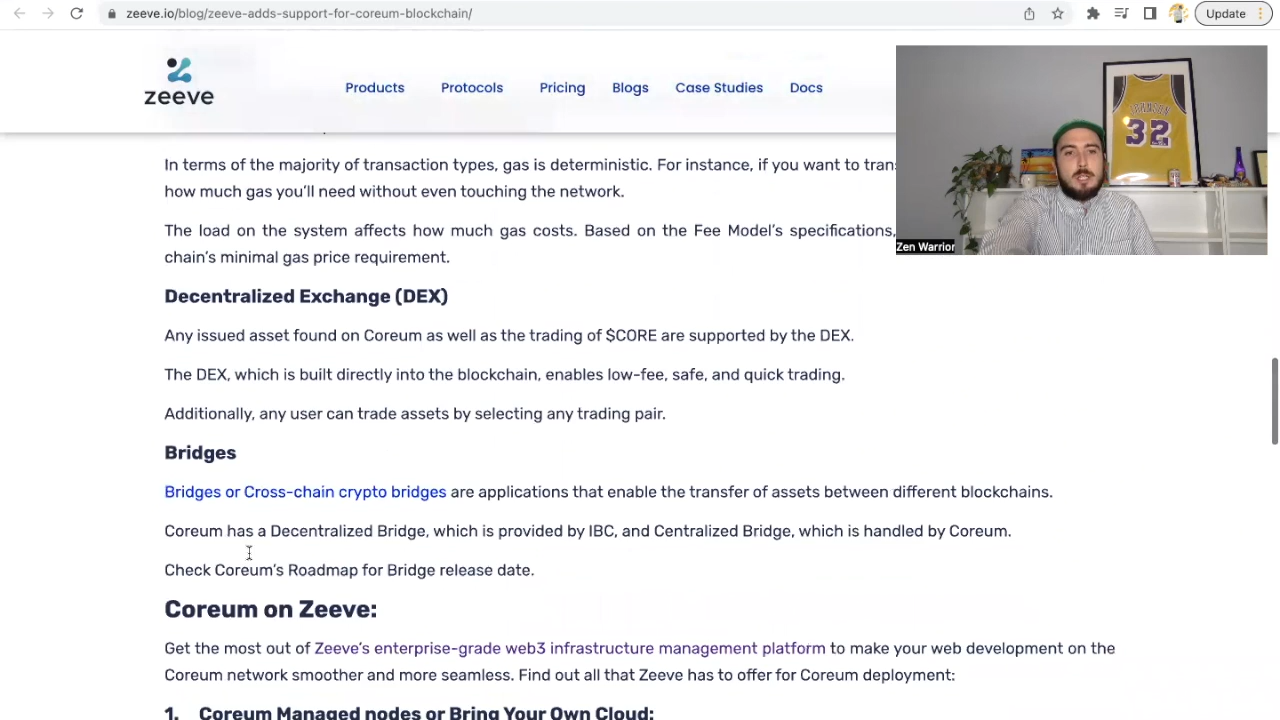 zeeve.io/blog/zeeve-adds-support-for-coreum-blockchain/
Update
zeeve
Products Protocols Pricing Blogs Case Studies Docs
In terms of the majority of transaction types, gas is deterministic. For instance, if you want to
how much gas you'll need without even touching the network.
The load on the system affects how much gas costs. Based on the Fee Model's specifications,
chain's minimal gas price requirement.
Decentralized Exchange (DEX)
Any issued asset found on Coreum as well as the trading of $CORE are supported by the DEX.
The DEX, which is built directly into the blockchain, enables low-fee, safe, and quick trading.
Additionally, any user can trade assets by selecting any trading pair.
Bridges
Bridges or Cross-chain crypto bridges are applications that enable the transfer of assets between different blockchains.
Coreum has a Decentralized Bridge, which is provided by IBC, and Centralized Bridge, which is handled by Coreum.
Check Coreum's Roadmap for Bridge release date.
Coreum on Zeeve:
Get the most out of Zeeve's enterprise-grade web3 infrastructure management platform to make your web development on the
Coreum network smoother and more seamless. Find out all that Zeeve has to offer for Coreum deployment:
1. Coreum Managed nodes or Bring Your Own Cloud:
JOHNSON
32
Zen Warrior